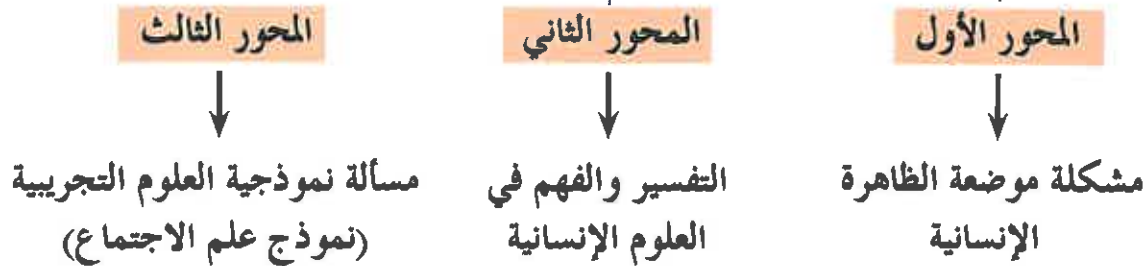 المحور الأول
المحور الثاني
المحور الثالث
مشكلة موضعة الظاهرة
الإنسانية
التفسير والفهم في
العلوم الإنسانية
مسألة نموذجية العلوم التجريبية
(نموذج علم الاجتماع)